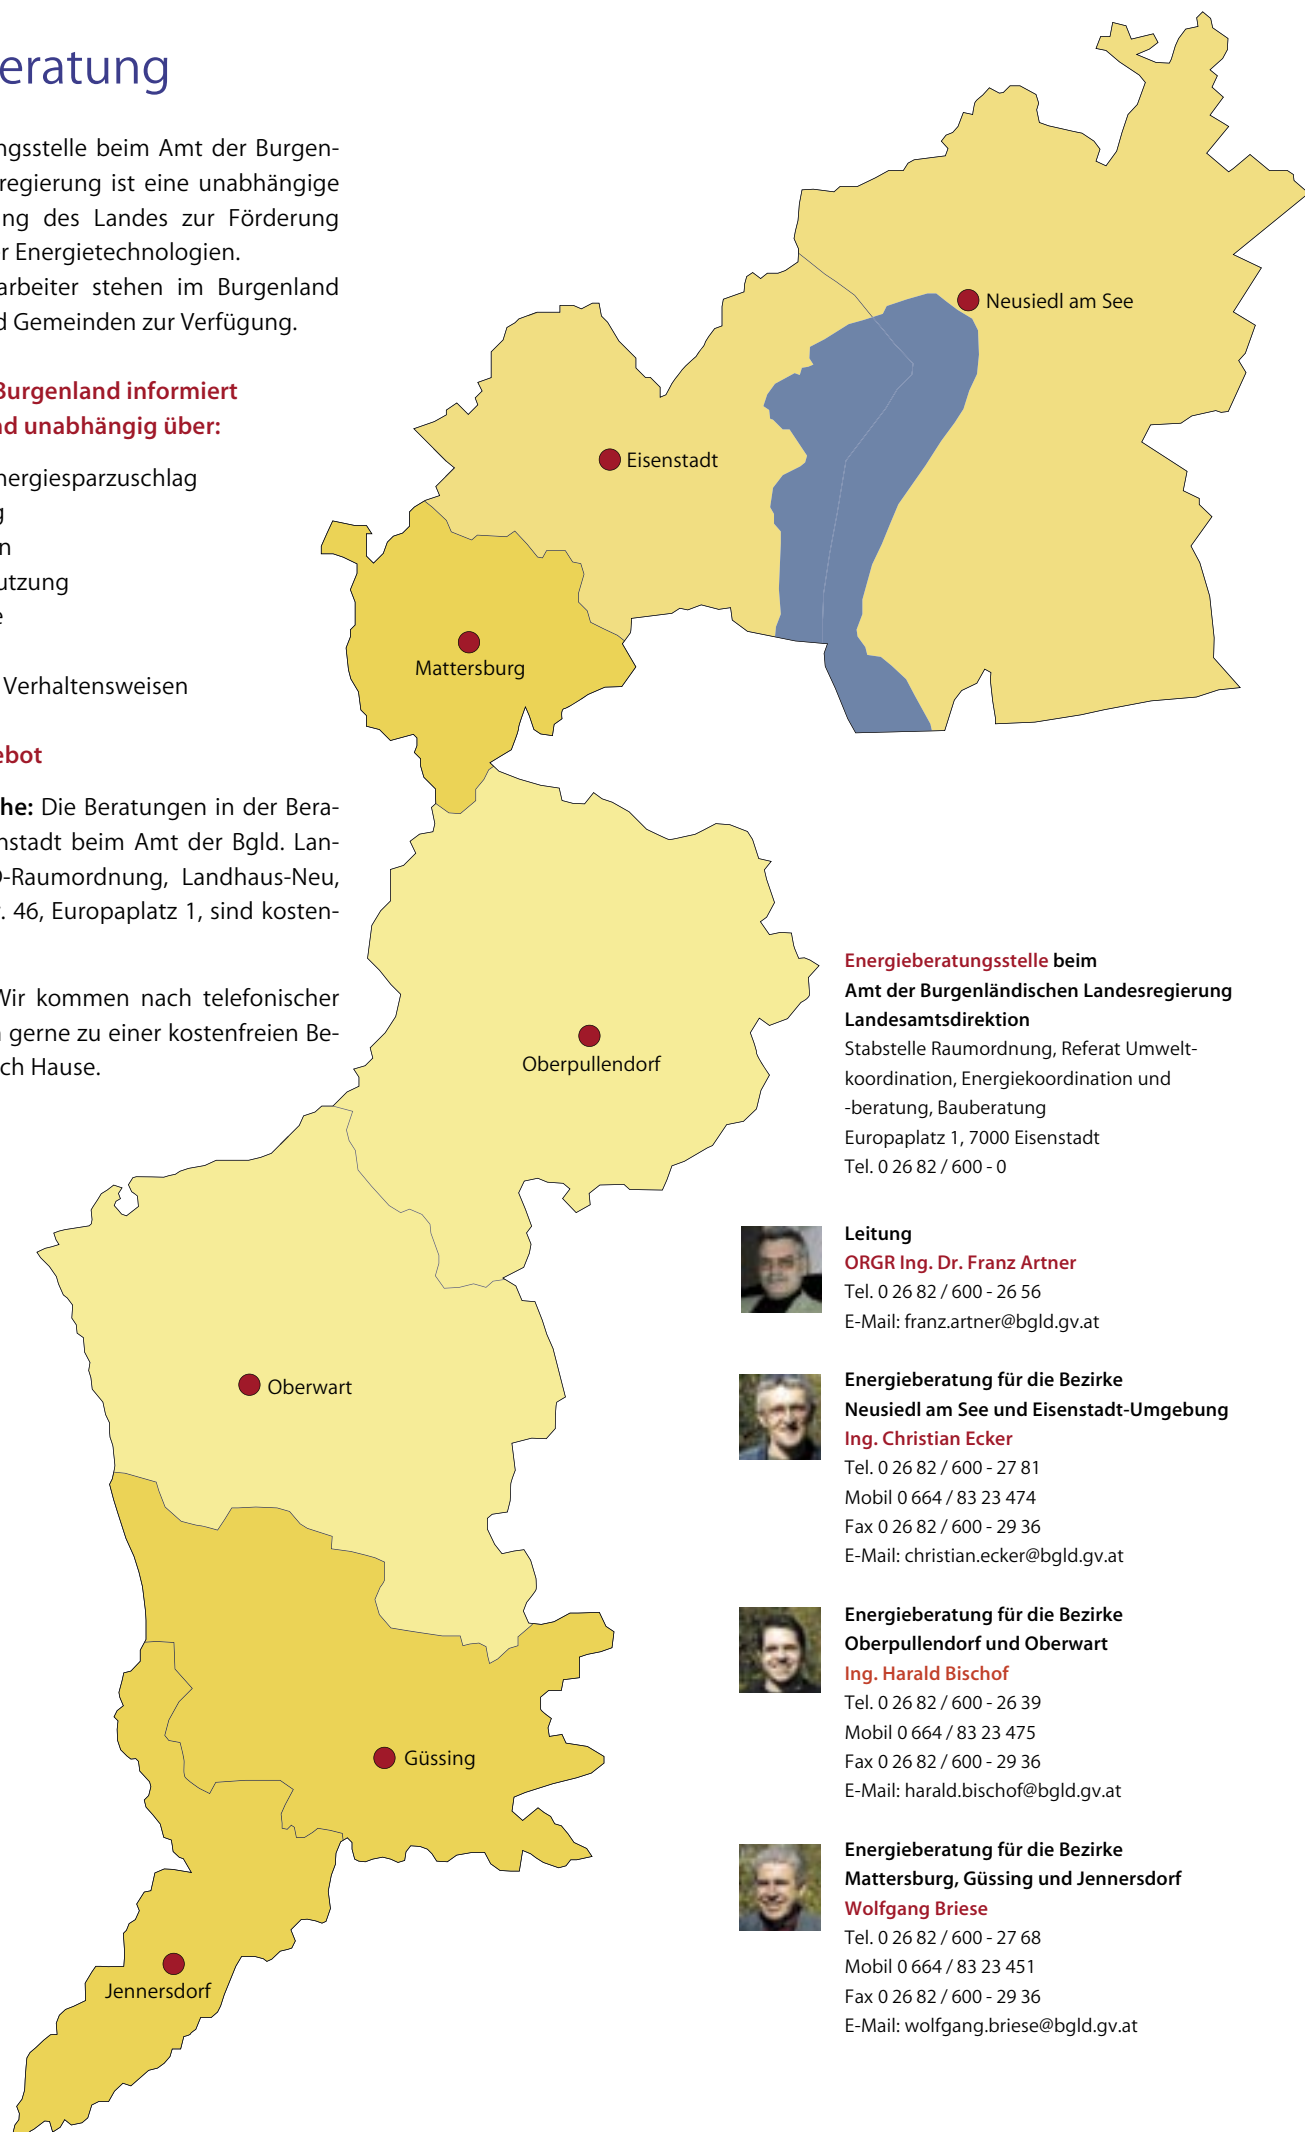 eratung
ngsstelle beim Amt der Burgen-
regierung ist eine unabhängige
ng des Landes zur Förderung
r Energietechnologien.
arbeiter stehen im Burgenland
d Gemeinden zur Verfügung.
Burgenland informiert
nd unabhängig über:
nergiesparzuschlag
g
n
utzung
e
Verhaltensweisen
ebot
he: Die Beratungen in der Bera-
nstadt beim Amt der Bgld. Lan-
D-Raumordnung, Landhaus-Neu,
r. 46, Europaplatz 1, sind kosten-
Wir kommen nach telefonischer
n gerne zu einer kostenfreien Be-
ch Hause.
Neusiedl am See
Eisenstadt
Mattersburg
Oberpullendorf
Oberwart
Güssing
Jennersdorf
Energieberatungsstelle beim
Amt der Burgenländischen Landesregierung
Landesamtsdirektion
Stabstelle Raumordnung, Referat Umwelt-
koordination, Energiekoordination und
-beratung, Bauberatung
Europaplatz 1, 7000 Eisenstadt
Tel. 0 26 82 / 600 - 0
Leitung
ORGR Ing. Dr. Franz Artner
Tel. 0 26 82 / 600 - 26 56
E-Mail: franz.artner@bgld.gv.at
Energieberatung für die Bezirke
Neusiedl am See und Eisenstadt-Umgebung
Ing. Christian Ecker
Tel. 0 26 82 / 600 - 27 81
Mobil 0 664 / 83 23 474
Fax 0 26 82 / 600 - 29 36
E-Mail: christian.ecker@bgld.gv.at
Energieberatung für die Bezirke
Oberpullendorf und Oberwart
Ing. Harald Bischof
Tel. 0 26 82 / 600 - 26 39
Mobil 0 664 / 83 23 475
Fax 0 26 82 / 600 - 29 36
E-Mail: harald.bischof@bgld.gv.at
Energieberatung für die Bezirke
Mattersburg, Güssing und Jennersdorf
Wolfgang Briese
Tel. 0 26 82 / 600 - 27 68
Mobil 0 664 / 83 23 451
Fax 0 26 82 / 600 - 29 36
E-Mail: wolfgang.briese@bgld.gv.at